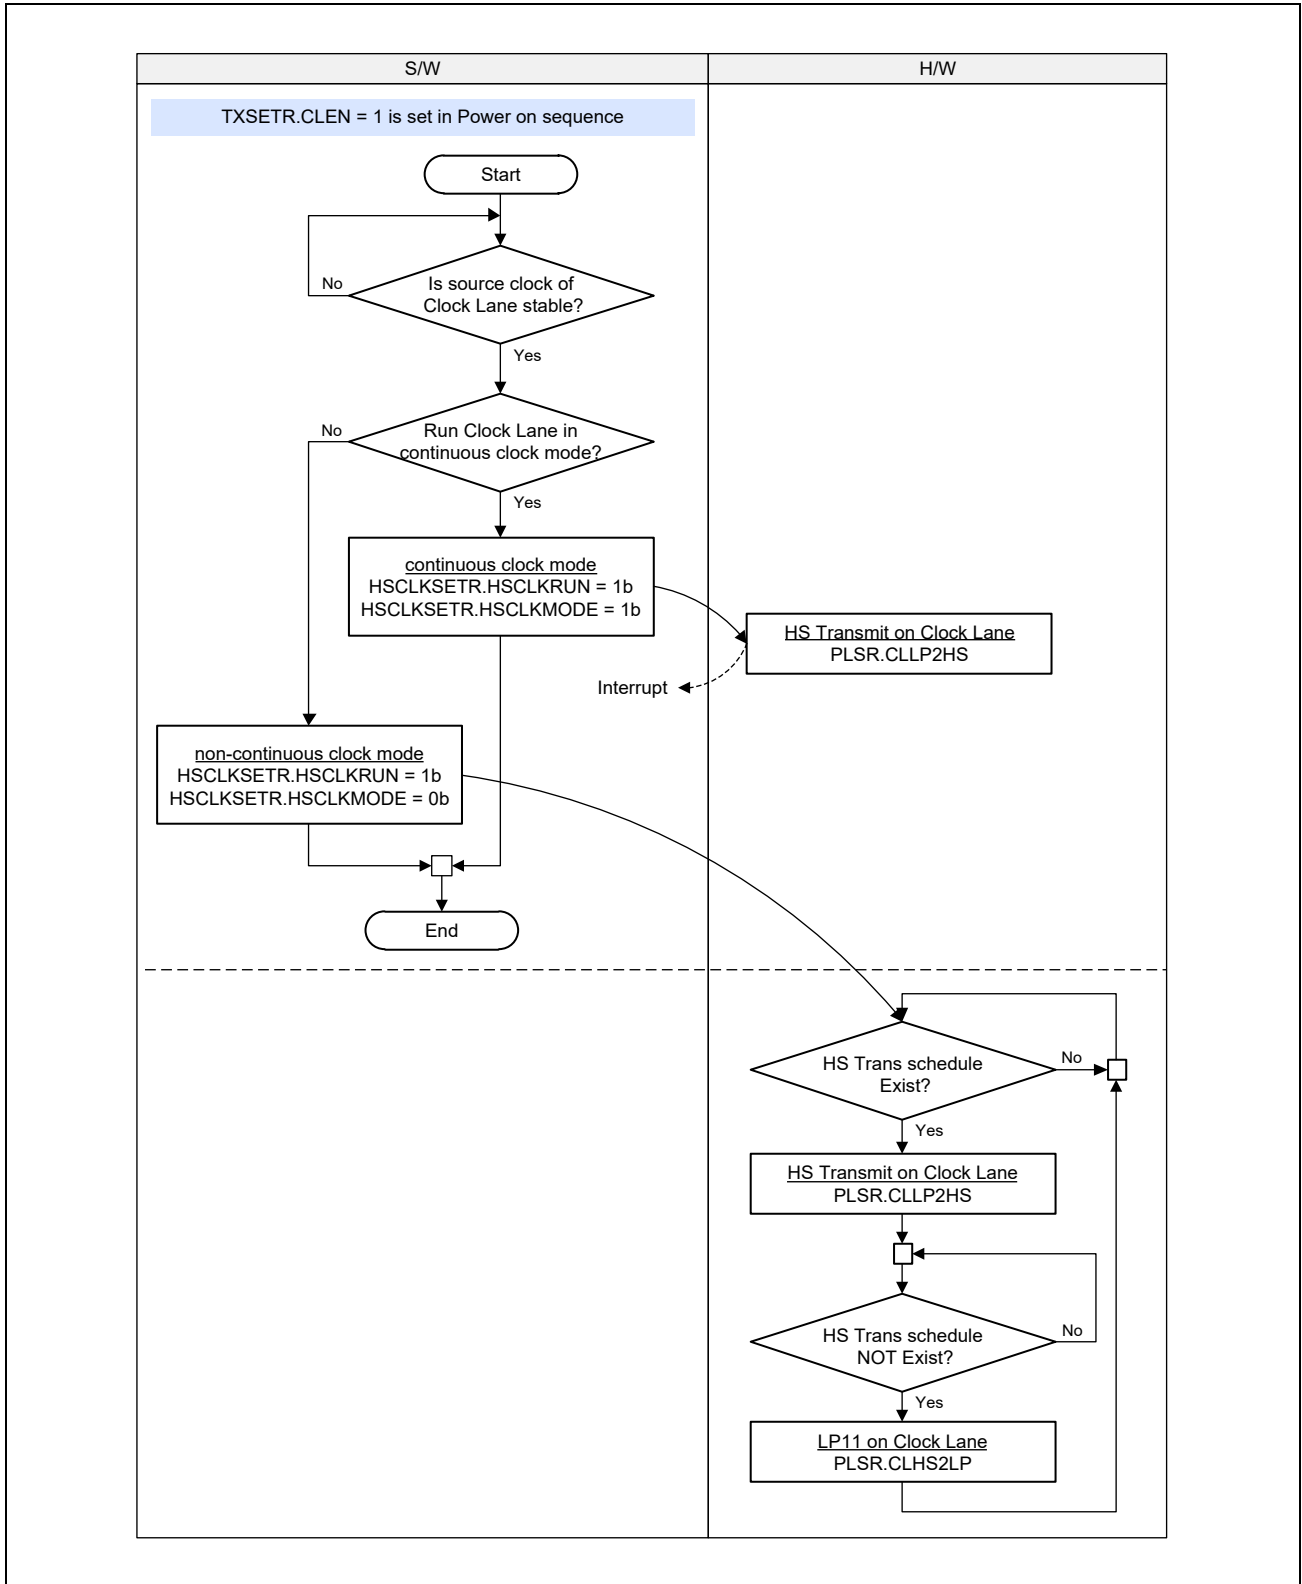 S/W
H/W
TXSETR.CLEN = 1 is set in Power on sequence
Start
Is source clock of
Clock Lane stable?
No
Yes
Run Clock Lane in
continuous clock mode?
No
Yes
continuous clock mode
HSCLKSETR.HSCLKRUN = 1b
HSCLKSETR.HSCLKMODE = 1b
HS Transmit on Clock Lane
PLSR.CLLP2HS
Interrupt
non-continuous clock mode
HSCLKSETR.HSCLKRUN = 1b
HSCLKSETR.HSCLKMODE = 0b
End
HS Trans schedule
Exist?
No
Yes
HS Transmit on Clock Lane
PLSR.CLLP2HS
HS Trans schedule
NOT Exist?
No
Yes
LP11 on Clock Lane
PLSR.CLHS2LP